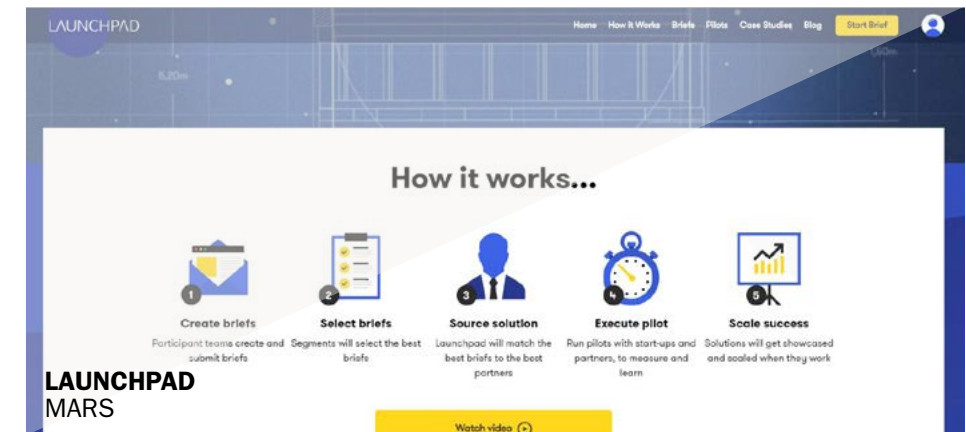 LAUNCHPAD
Home How It Works Briefs Pilots Case Studies Blog Start Brief
6,20m
1,60m
How it works...
1
2
3
4
5
Create briefs
Participant teams create and
submit briefs
Select briefs
Segments will select the best
briefs
Source solution
Launchpad will match the
best briefs to the best
partners
Execute pilot
Run pilots with start-ups and
partners, to measure and
learn
Scale success
Solutions will get showcased
and scaled when they work
LAUNCHPAD
MARS
Watch video